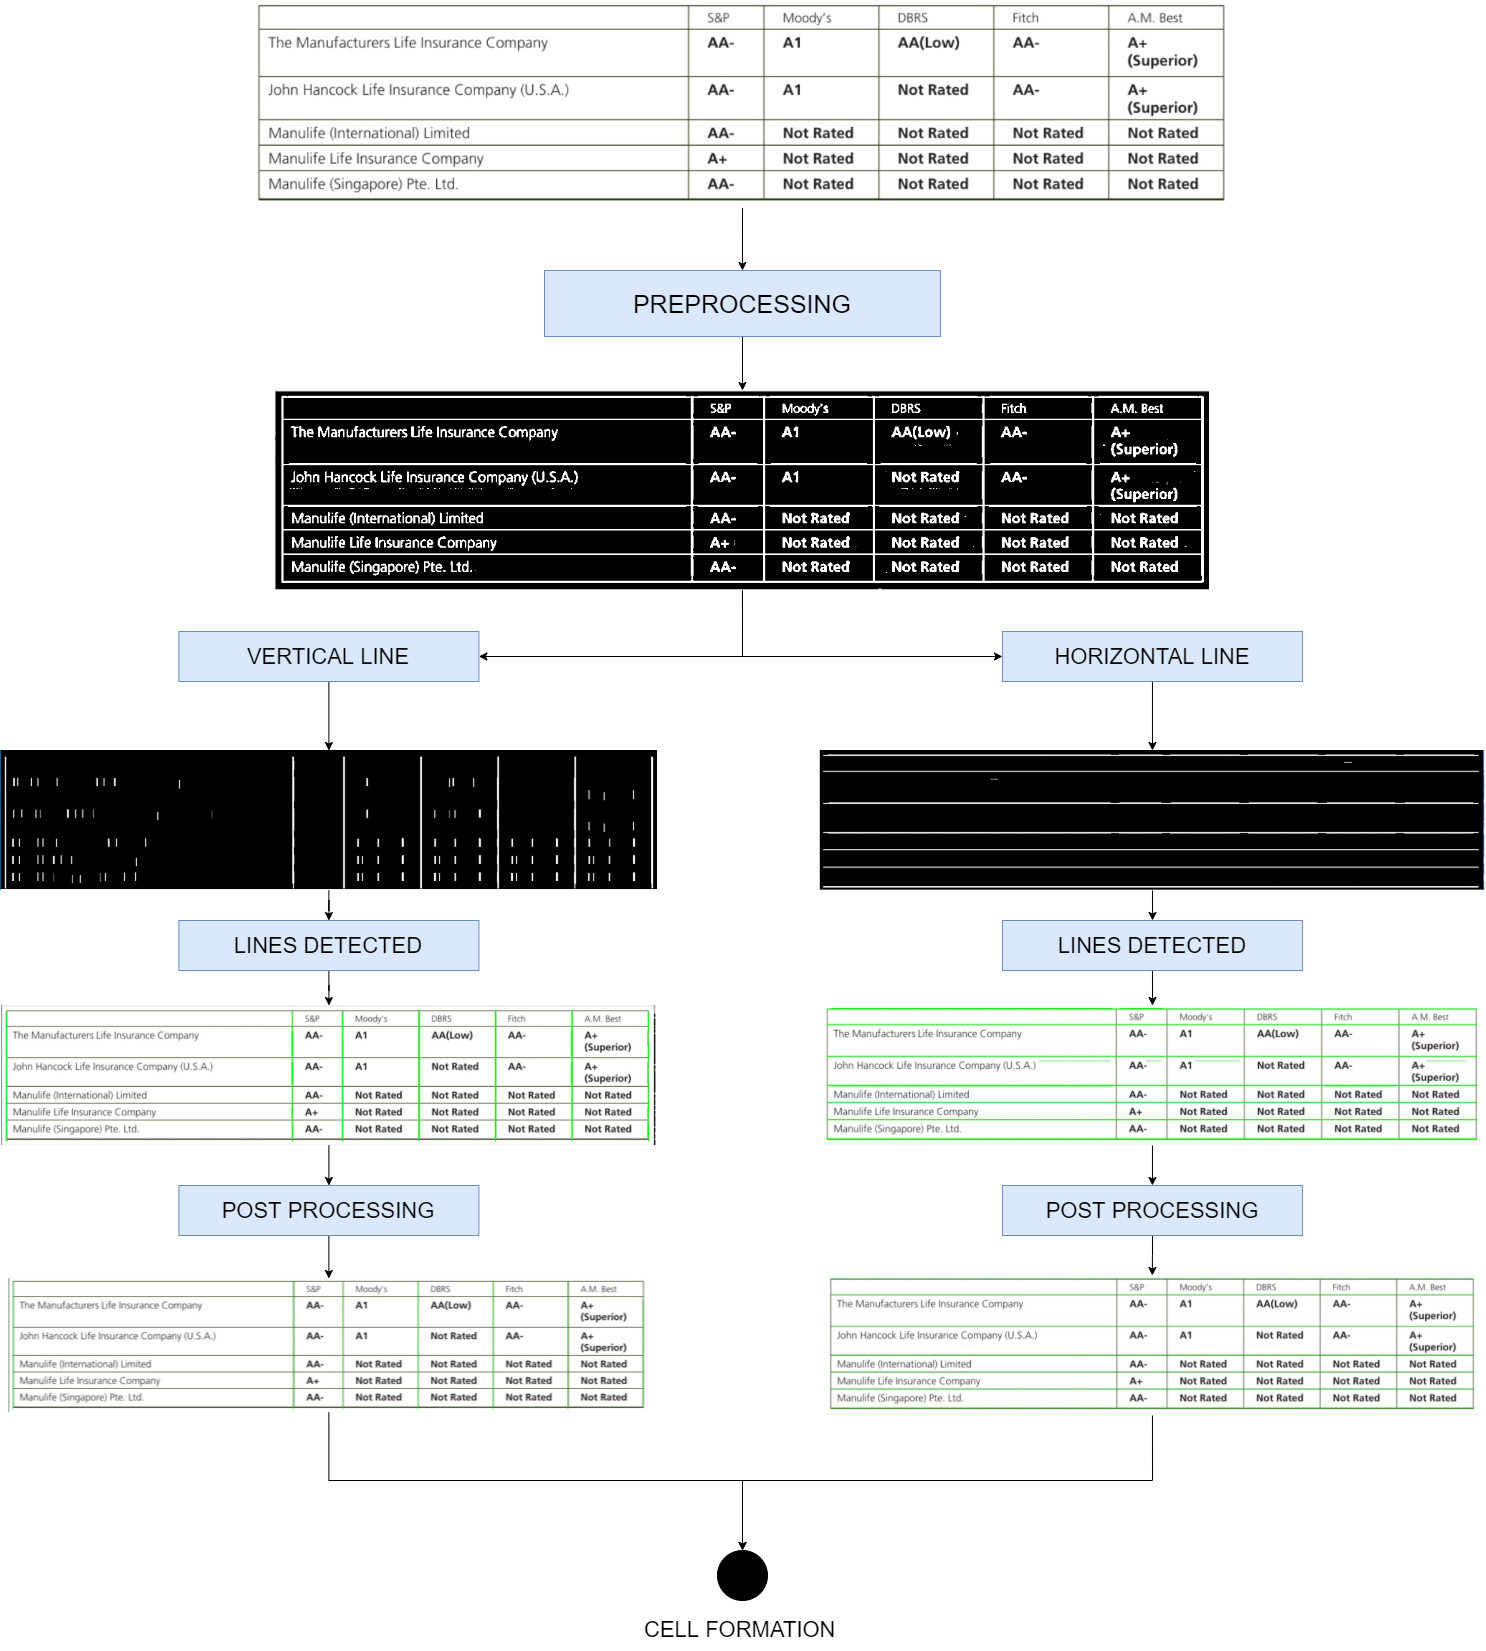 S&P Moody's DBRS Fitch A.M. Best
The Manufacturers Life Insurance Company AA- A1 AA(Low) AA- A+
(Superior)
John Hancock Life Insurance Company (U.S.A.) AA- A1 Not Rated AA- A+
(Superior)
Manulife (International) Limited AA- Not Rated Not Rated Not Rated Not Rated
Manulife Life Insurance Company A+ Not Rated Not Rated Not Rated Not Rated
Manulife (Singapore) Pte. Ltd. AA- Not Rated Not Rated Not Rated Not Rated
PREPROCESSING
S&P Moody's DBRS Fitch A.M. Best
The Manufacturers Life Insurance Company AA- A1 AA(Low) AA- A+
(Superior)
John Hancock Life Insurance Company (U.S.A.) AA- A1 Not Rated AA- A+
(Superior)
Manulife (International) Limited AA- Not Rated Not Rated Not Rated Not Rated
Manulife Life Insurance Company A+ Not Rated Not Rated Not Rated Not Rated
Manulife (Singapore) Pte. Ltd. AA- Not Rated Not Rated Not Rated Not Rated
VERTICAL LINE
HORIZONTAL LINE
LINES DETECTED
LINES DETECTED
S&P Moody's DBRS Fitch A.M. Best
The Manufacturers Life Insurance Company AA- A1 AA(Low) AA- A+
(Superior)
John Hancock Life Insurance Company (U.S.A.) AA- A1 Not Rated AA- A+
(Superior)
Manulife (International) Limited AA- Not Rated Not Rated Not Rated Not Rated
Manulife Life Insurance Company A+ Not Rated Not Rated Not Rated Not Rated
Manulife (Singapore) Pte. Ltd. AA- Not Rated Not Rated Not Rated Not Rated
S&P Moody's DBRS Fitch A.M. Best
The Manufacturers Life Insurance Company AA- A1 AA(Low) AA- A+
(Superior)
John Hancock Life Insurance Company (U.S.A.) AA- A1 Not Rated AA- A+
(Superior)
Manulife (International) Limited AA- Not Rated Not Rated Not Rated Not Rated
Manulife Life Insurance Company A+ Not Rated Not Rated Not Rated Not Rated
Manulife (Singapore) Pte. Ltd. AA- Not Rated Not Rated Not Rated Not Rated
POST PROCESSING
POST PROCESSING
S&P Moody's DBRS Fitch A.M. Best
The Manufacturers Life Insurance Company AA- A1 AA(Low) AA- A+
(Superior)
John Hancock Life Insurance Company (U.S.A.) AA- A1 Not Rated AA- A+
(Superior)
Manulife (International) Limited AA- Not Rated Not Rated Not Rated Not Rated
Manulife Life Insurance Company A+ Not Rated Not Rated Not Rated Not Rated
Manulife (Singapore) Pte. Ltd. AA- Not Rated Not Rated Not Rated Not Rated
S&P Moody's DBRS Fitch A.M. Best
The Manufacturers Life Insurance Company AA- A1 AA(Low) AA- A+
(Superior)
John Hancock Life Insurance Company (U.S.A.) AA- A1 Not Rated AA- A+
(Superior)
Manulife (International) Limited AA- Not Rated Not Rated Not Rated Not Rated
Manulife Life Insurance Company A+ Not Rated Not Rated Not Rated Not Rated
Manulife (Singapore) Pte. Ltd. AA- Not Rated Not Rated Not Rated Not Rated
CELL FORMATION